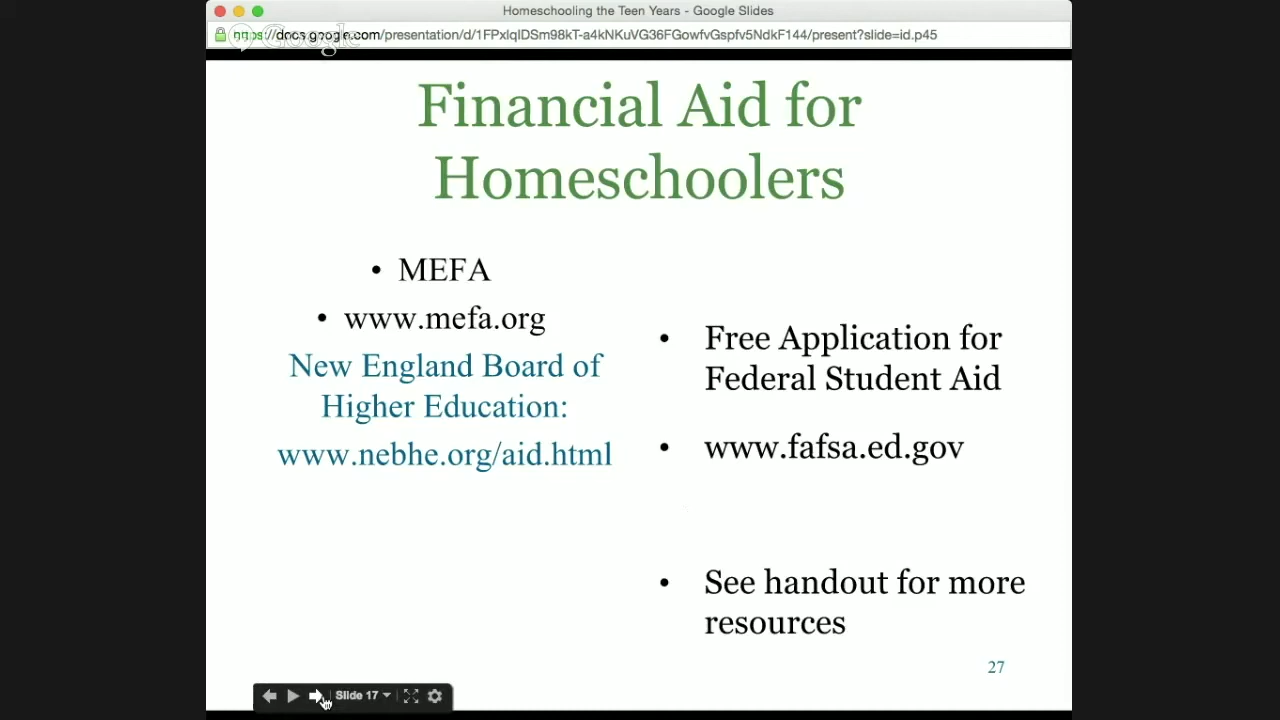 Homeschooling the Teen Years - Google Slides
https://docs.google.com/presentation/d/1FPxIqIDSm98kT-a4kNKuVG36FGowfvGspfv5NdkF144/present?slide=id.p45
Google
Financial Aid for
Homeschoolers
• MEFA
• www.mefa.org
New England Board of
Higher Education:
www.nebhe.org/aid.html
• Free Application for
Federal Student Aid
• www.fafsa.ed.gov
• See handout for more
resources
27
Slide 17